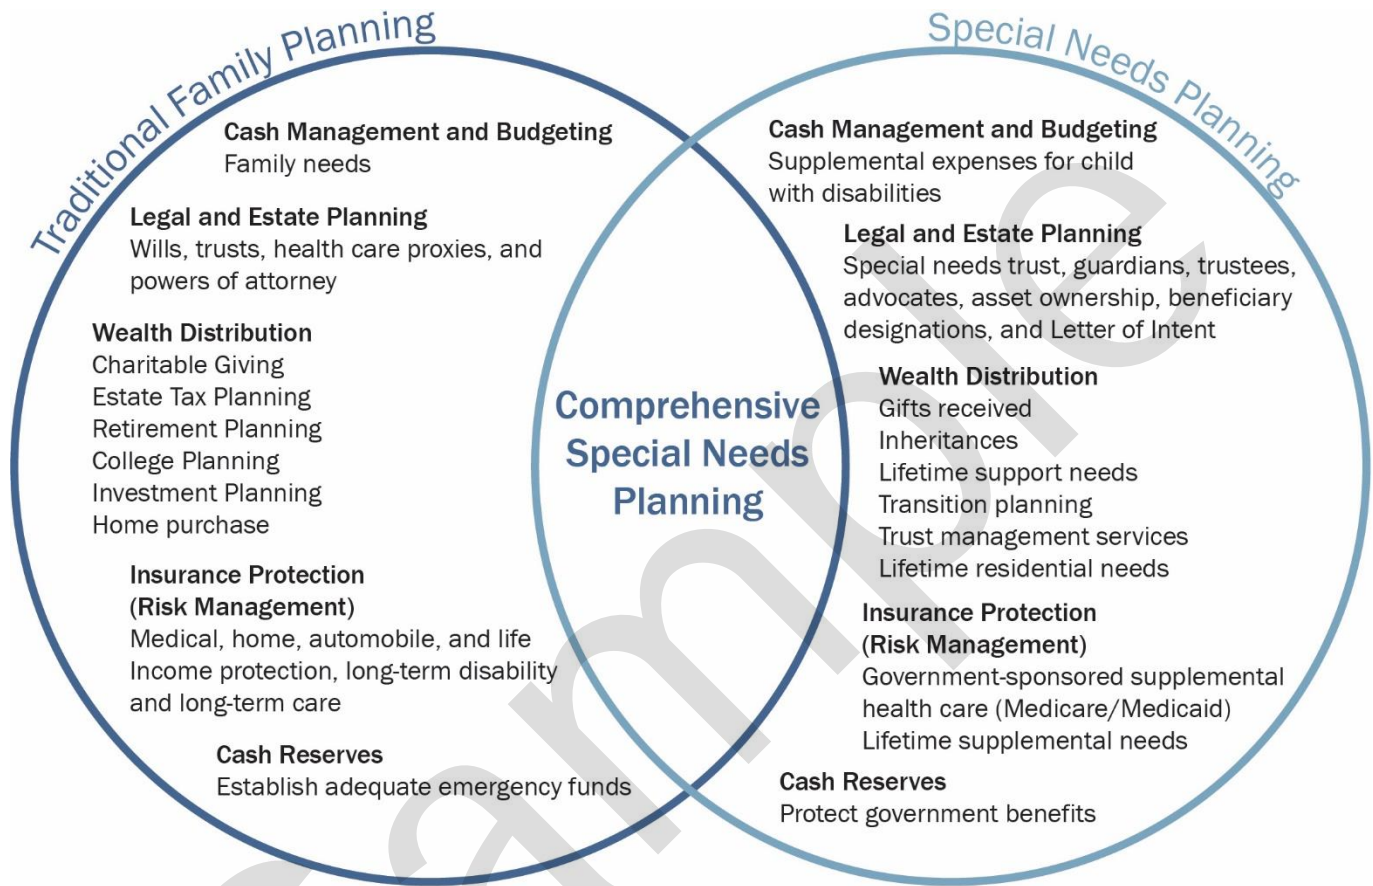 Traditional Family Planning
Cash Management and Budgeting
Family needs
Legal and Estate Planning
Wills, trusts, health care proxies, and
powers of attorney
Wealth Distribution
Charitable Giving
Estate Tax Planning
Retirement Planning
College Planning
Investment Planning
Home purchase
Insurance Protection
(Risk Management)
Medical, home, automobile, and life
Income protection, long-term disability
and long-term care
Cash Reserves
Establish adequate emergency funds
Comprehensive
Special Needs
Planning
Special Needs Planning
Cash Management and Budgeting
Supplemental expenses for child
with disabilities
Legal and Estate Planning
Special needs trust, guardians, trustees,
advocates, asset ownership, beneficiary
designations, and Letter of Intent
Wealth Distribution
Gifts received
Inheritances
Lifetime support needs
Transition planning
Trust management services
Lifetime residential needs
Insurance Protection
(Risk Management)
Government-sponsored supplemental
health care (Medicare/Medicaid)
Lifetime supplemental needs
Cash Reserves
Protect government benefits
ample